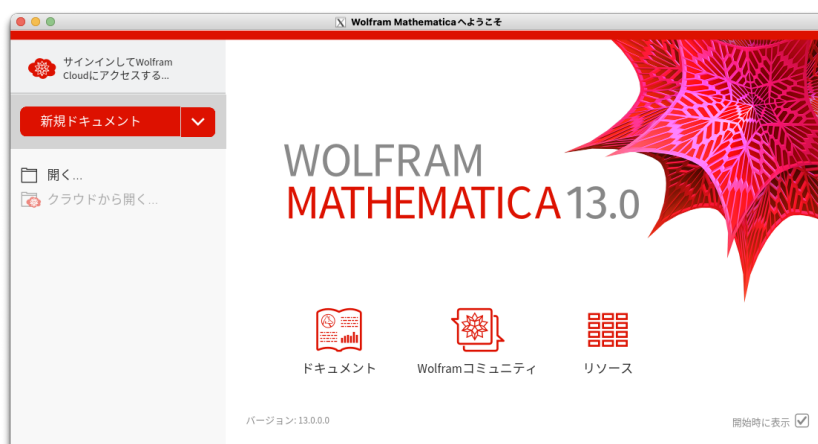 Wolfram Mathematicaへようこそ
サインインしてWolfram
Cloudにアクセスする...
新規ドキュメント
開く...
クラウドから開く...
WOLFRAM
MATHEMATICA 13.0
ドキュメント
Wolframコミュニティ
リソース
バージョン: 13.0.0.0
開始時に表示